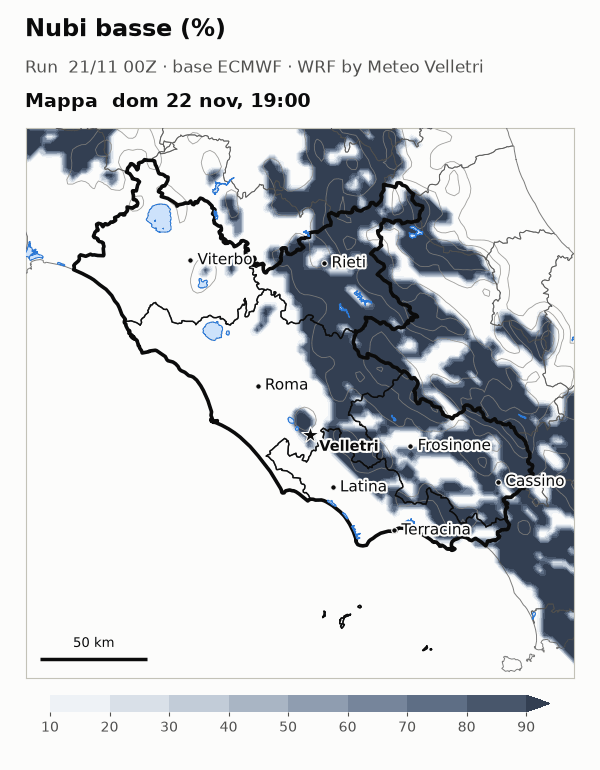 Nubi basse (%)
Run 21/11 00Z · base ECMWF · WRF by Meteo Velletri
Mappa dom 22 nov, 19:00
Viterbo
Rieti
Roma
Velletri
Frosinone
Cassino
Latina
Terracina
50 km
10 20 30 40 50 60 70 80 90